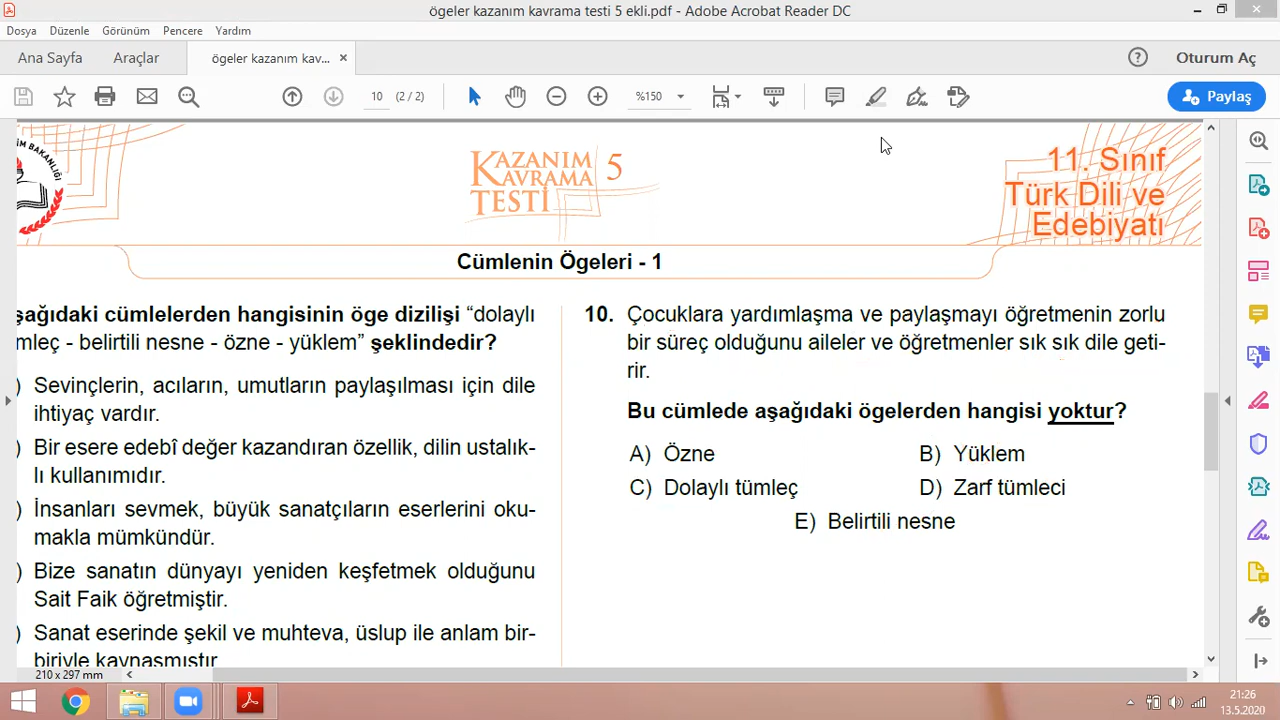 ögeler kazanım kavrama testi 5 ekli.pdf - Adobe Acrobat Reader DC
Dosya Düzenle Görünüm Pencere Yardım
Ana Sayfa Araçlar ögeler kazanım kav... × Oturum Aç
10 (2 / 2) %150 Paylaş
İM BAKANLIĞI
KAZANIM
KAVRAMA
TESTİ
5
11. Sınıf
Türk Dili ve
Edebiyatı
Cümlenin Ögeleri - 1
şağıdaki cümlelerden hangisinin öge dizilişi “dolaylı
mleç - belirtili nesne - özne - yüklem” şeklindedir?
) Sevinçlerin, acıların, umutların paylaşılması için dile
ihtiyaç vardır.
) Bir esere edebî değer kazandıran özellik, dilin ustalık-
lı kullanımıdır.
) İnsanları sevmek, büyük sanatçıların eserlerini oku-
makla mümkündür.
) Bize sanatın dünyayı yeniden keşfetmek olduğunu
Sait Faik öğretmiştir.
) Sanat eserinde şekil ve muhteva, üslup ile anlam bir-
biriyle kaynaşmıştır
10. Çocuklara yardımlaşma ve paylaşmayı öğretmenin zorlu
bir süreç olduğunu aileler ve öğretmenler sık sık dile geti-
rir.
Bu cümlede aşağıdaki ögelerden hangisi yoktur?
A) Özne B) Yüklem
C) Dolaylı tümleç D) Zarf tümleci
E) Belirtili nesne
210 x 297 mm
21:26
13.5.2020